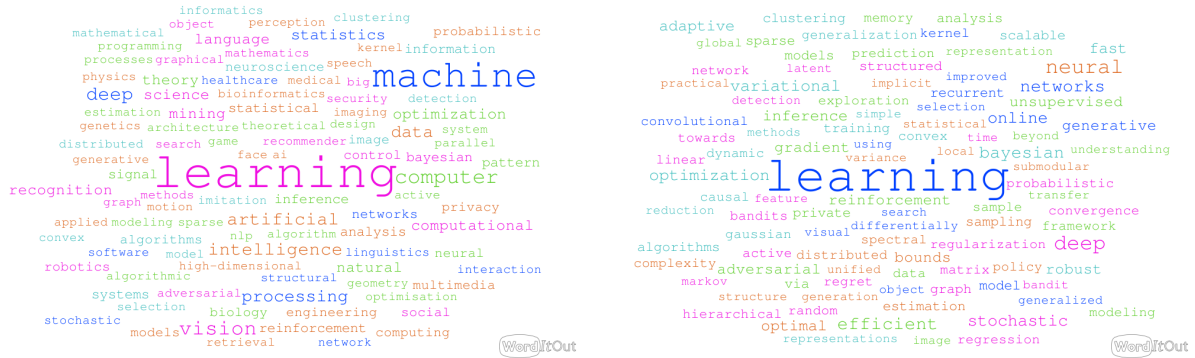 informatics
object perception clustering
mathematical language statistics probabilistic
programming mathematics kernel information
processes graphical neuroscience speech
physics theory healthcare medical big machine
deep science bioinformatics security detection
estimation mining statistical imaging optimization
genetics architecture theoretical design data system
distributed search game recommender image parallel
generative face ai control bayesian pattern
signal learning computer
recognition methods imitation inference active
graph motion networks privacy
applied modeling sparse artificial analysis computational
convex algorithms nlp algorithm
software model intelligence linguistics neural
robotics high-dimensional natural interaction
algorithmic structural geometry multimedia
systems adversarial processing optimisation
selection biology engineering social
stochastic models vision reinforcement computing
retrieval network
WordItOut
adaptive clustering memory analysis
global sparse generalization kernel scalable
models prediction representation fast
network latent structured neural
practical variational implicit improved networks
detection exploration recurrent unsupervised
convolutional inference simple selection online generative
towards methods training statistical convex time beyond
linear dynamic gradient using local bayesian understanding
optimization variance submodular
learning probabilistic
causal feature reinforcement transfer
reduction bandits private search sample convergence
gaussian visual differentially sampling framework
algorithms active distributed spectral regularization deep
complexity adversarial unified bounds matrix policy robust
markov via regret data object graph model bandit
structure generation estimation generalized
hierarchical random stochastic modeling
optimal efficient
representations image regression
WordItOut